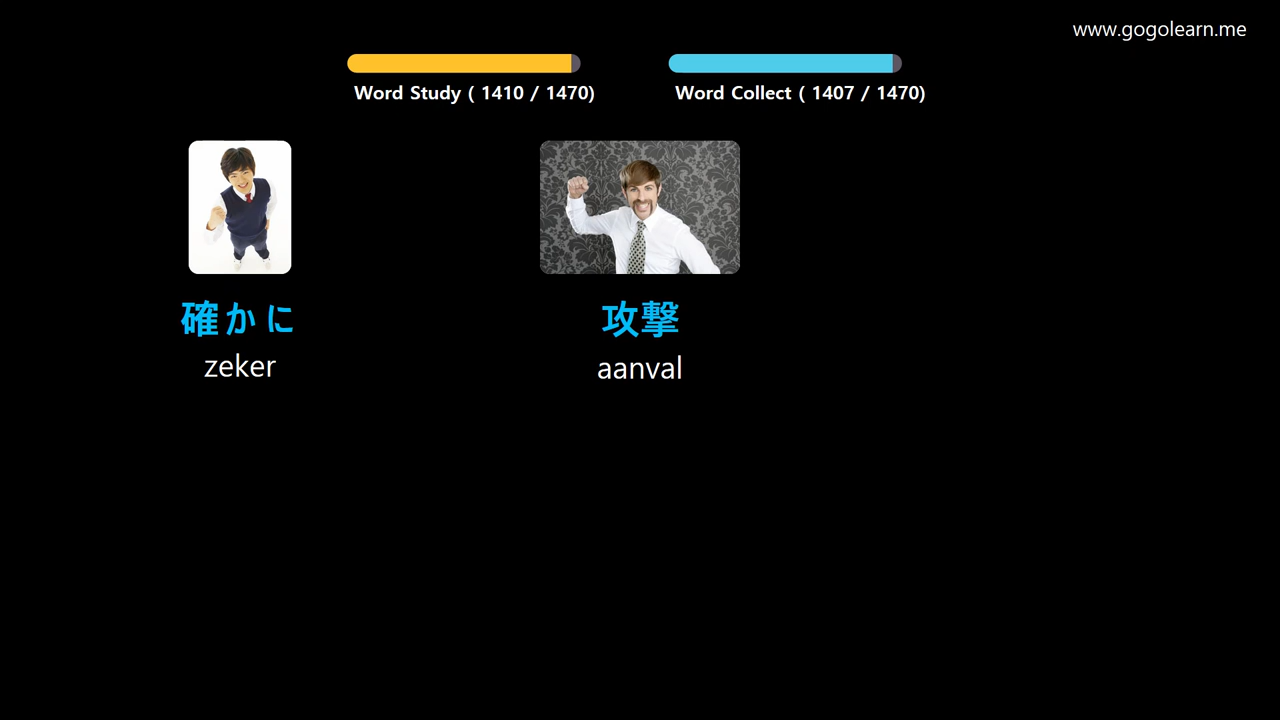 www.gogolearn.me
Word Study ( 1410 / 1470)
Word Collect ( 1407 / 1470)
確かに
zeker
攻撃
aanval